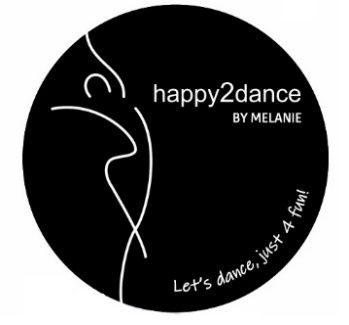 happy2dance
BY MELANIE
Let's dance, just 4 fun!